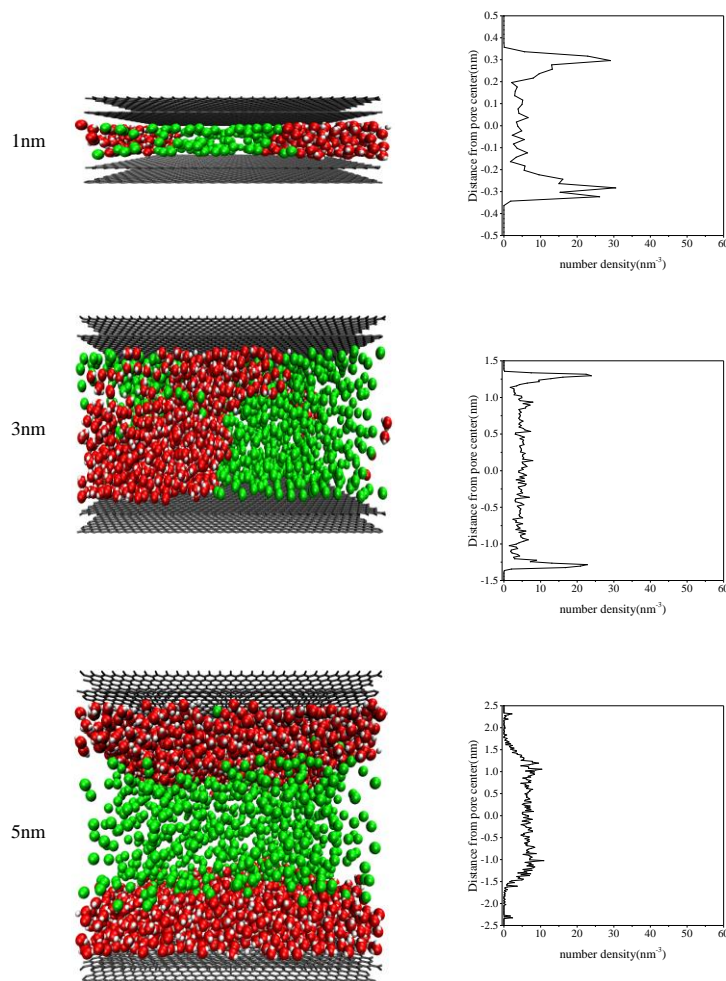 1nm
0.5
0.4
0.3
0.2
0.1
0.0
-0.1
-0.2
-0.3
-0.4
-0.5
Distance from pore center(nm)
0 10 20 30 40 50 60
number density(nm⁻³)
3nm
1.5
1.0
0.5
0.0
-0.5
-1.0
-1.5
Distance from pore center(nm)
0 10 20 30 40 50 60
number density(nm⁻³)
5nm
2.5
2.0
1.5
1.0
0.5
0.0
-0.5
-1.0
-1.5
-2.0
-2.5
Distance from pore center(nm)
0 10 20 30 40 50 60
number density(nm⁻³)